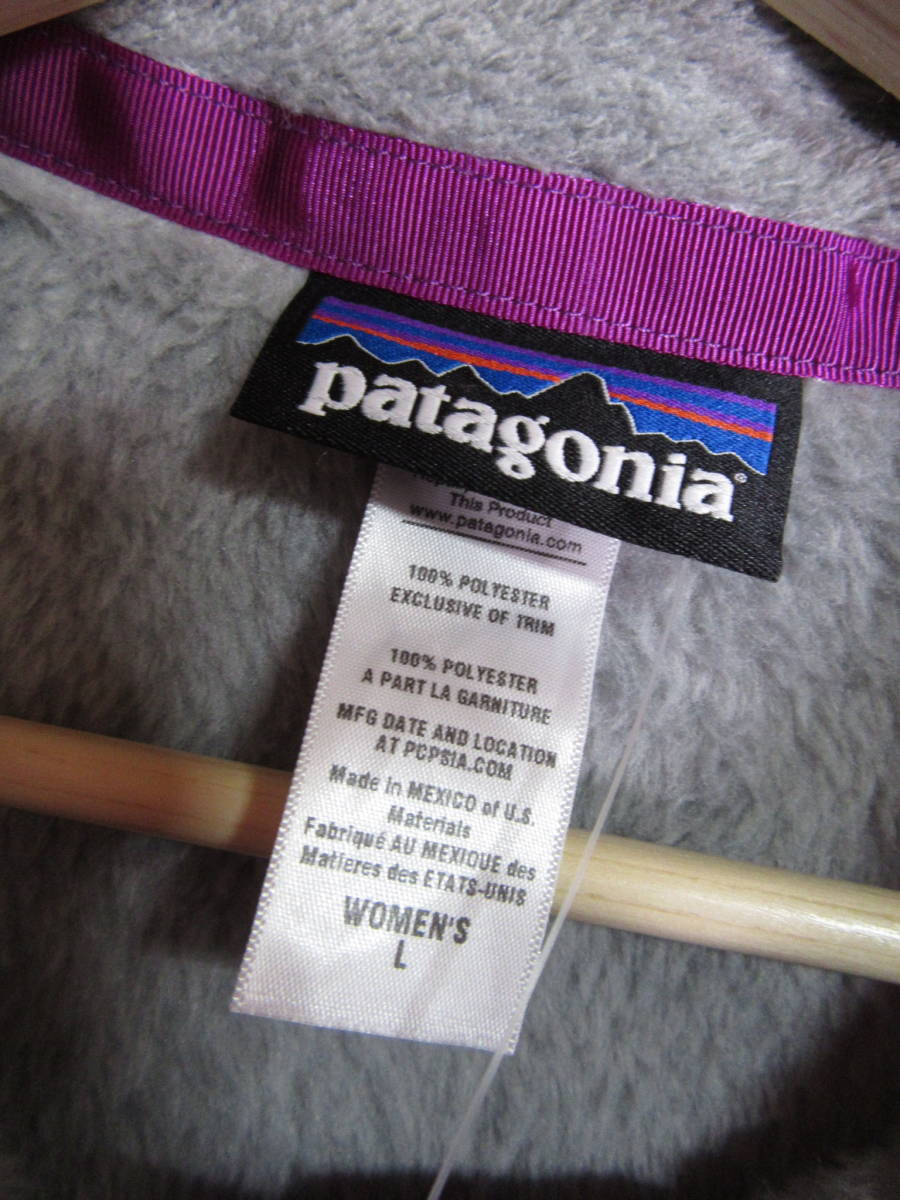 patagonia®
This Product
www.patagonia.com
100% POLYESTER
EXCLUSIVE OF TRIM
100% POLYESTER
A PART LA GARNITURE
MFG DATE AND LOCATION
AT PCPSIA.COM
Made in MEXICO of U.S.
Materials
Fabriqué AU MEXIQUE des
Matieres des ETATS-UNIS
WOMEN'S
L